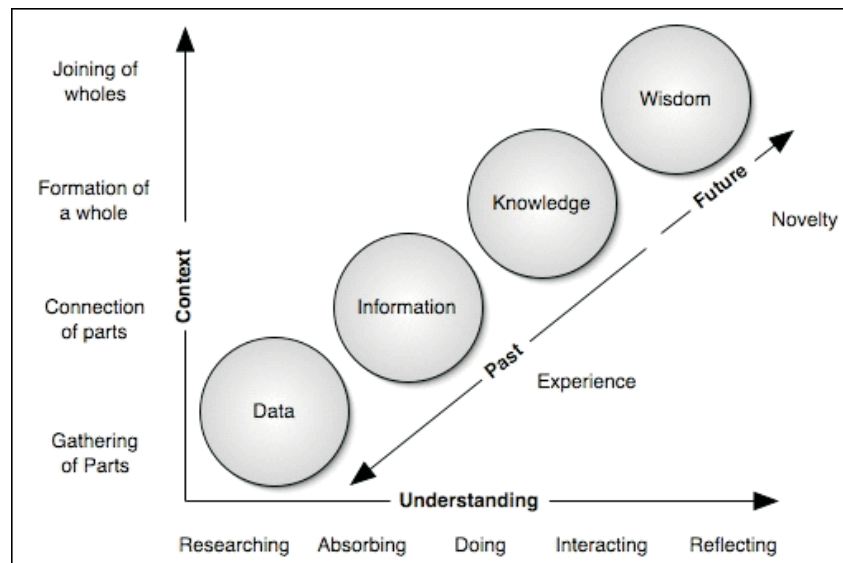 Joining of
wholes
Wisdom
Future
Formation of
a whole
Knowledge
Novelty
Context
Connection
of parts
Information
Past
Experience
Data
Gathering
of Parts
Understanding
Researching
Absorbing
Doing
Interacting
Reflecting